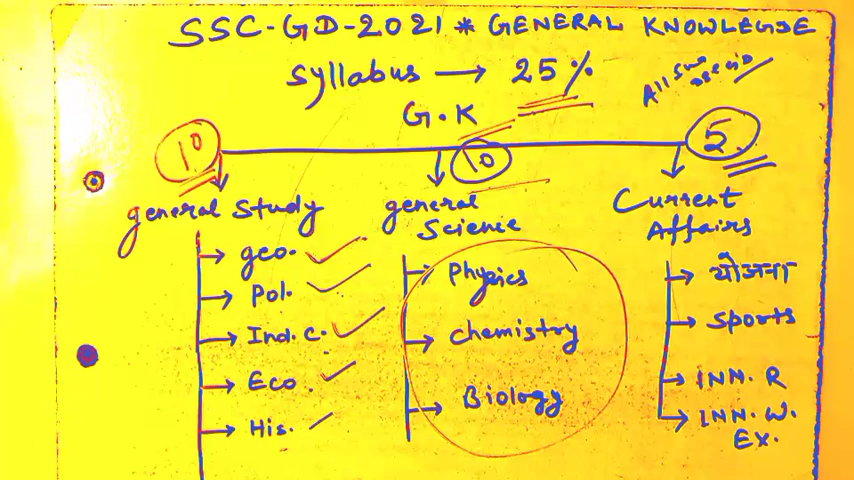 SSC-GD-2021 * GENERAL KNOWLEGDE
Syllabus → 25%
G.K
10
10
5
general Study
geo.
Pol.
Ind. C.
Eco.
His.
general
Science
Physics
Chemistry
Biology
Current
Affairs
योजना
Sports
INN. R
INN. W.
Ex.